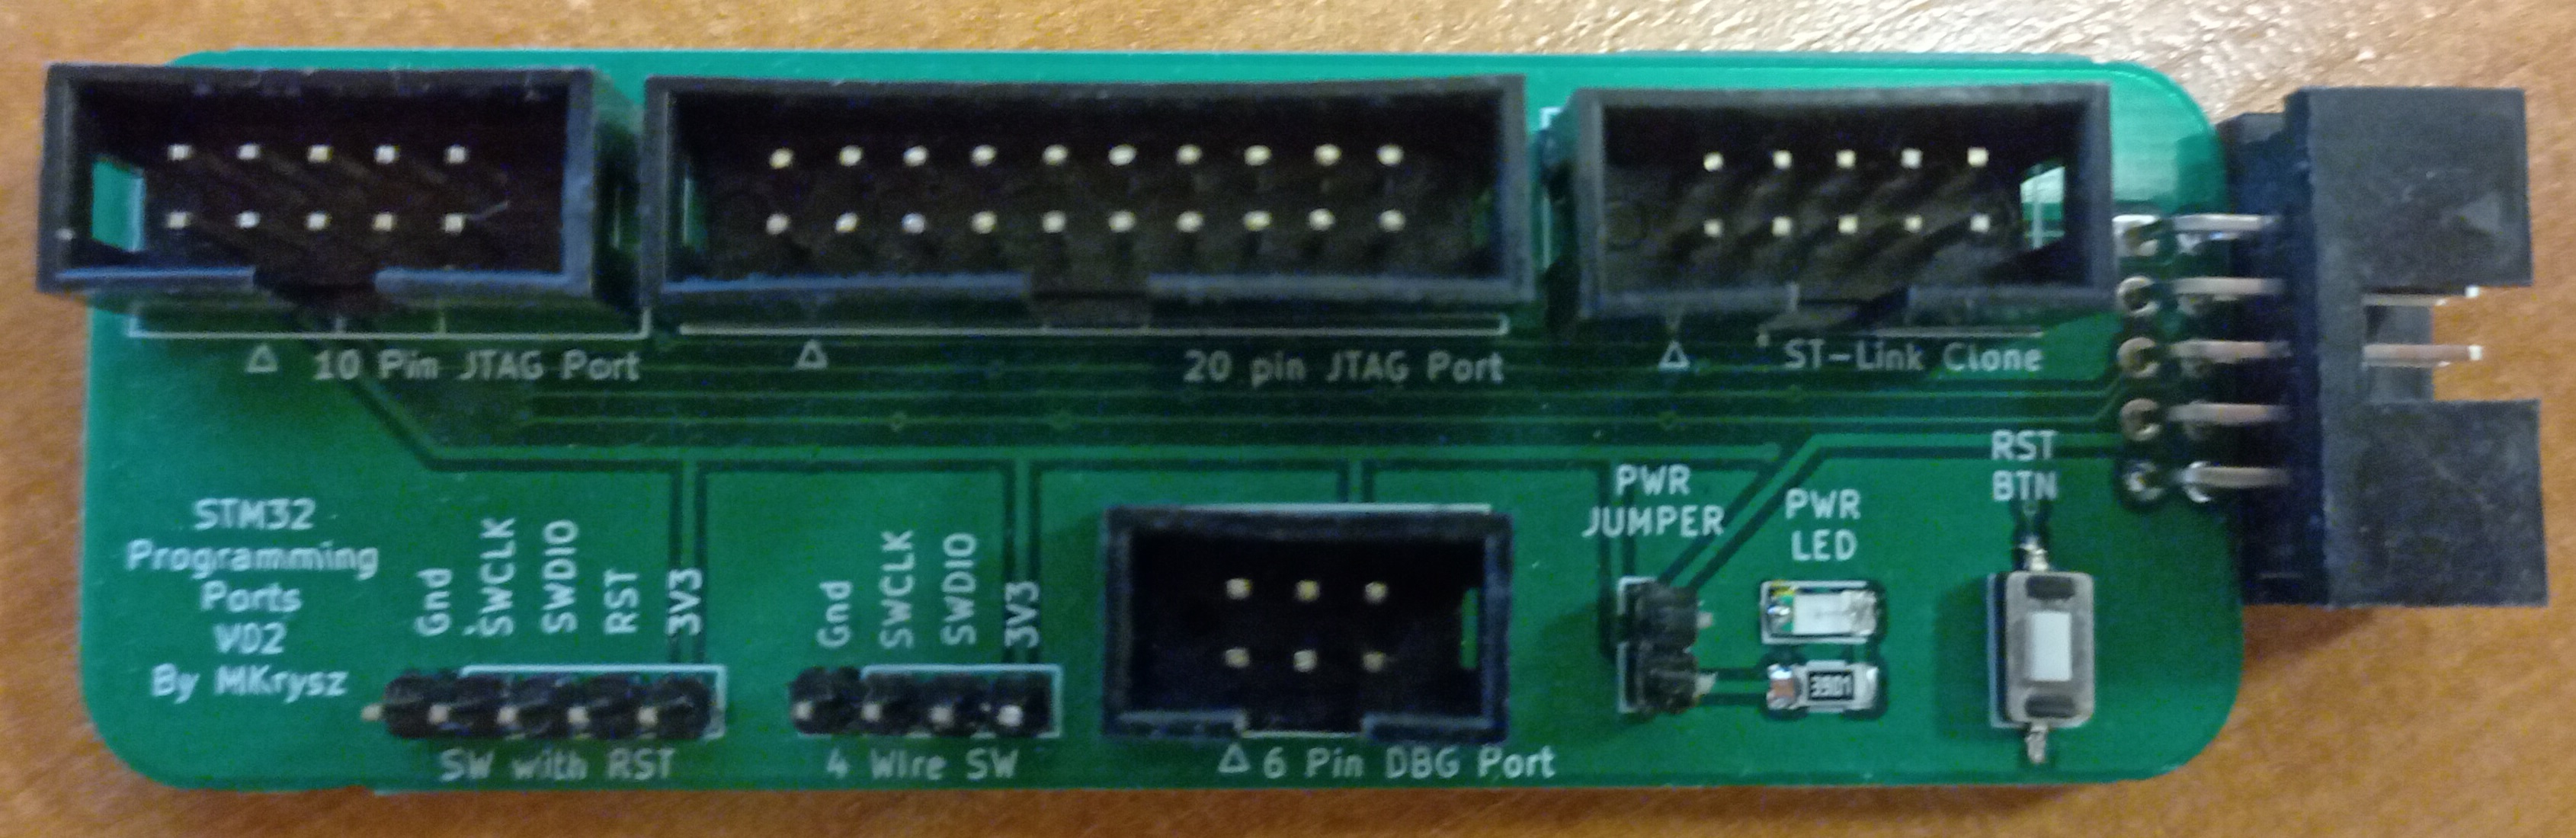 10 Pin JTAG Port
20 pin JTAG Port
ST-Link Clone
STM32
Programming
Ports
V02
By MKrysz
Gnd
SWCLK
SWDIO
RST
3V3
SW with RST
Gnd
SWCLK
SWDIO
3V3
4 Wire SW
6 Pin DBG Port
PWR
JUMPER
PWR
LED
3901
RST
BTN